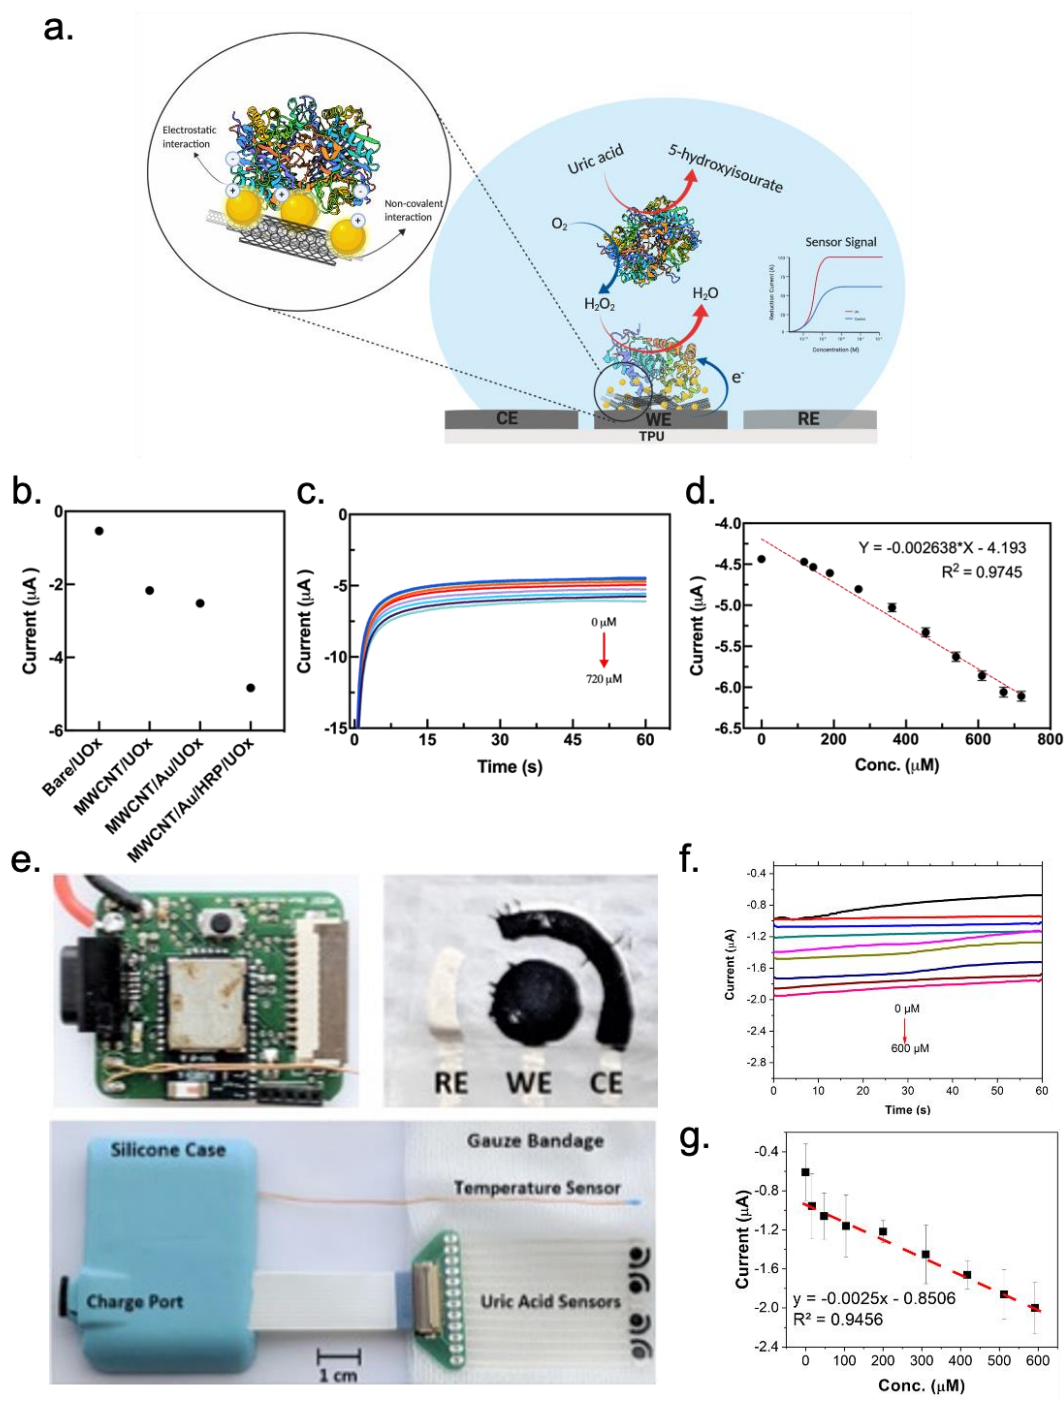 a.
Electrostatic
interaction
Non-covalent
interaction
Uric acid
5-hydroxyisourate
O2
H2O2
H2O
e-
Sensor Signal
Reduction Current (A)
Concentration (M)
CE
WE
RE
TPU
b.
Current (μA )
0
-2
-4
-6
Bare/UOx
MWCNT/UOx
MWCNT/Au/UOx
MWCNT/Au/HRP/UOx
c.
Current (μA )
0
-5
-10
-15
0 μM
720 μM
0
15
30
45
60
Time (s)
d.
Current (μA )
-4.0
-4.5
-5.0
-5.5
-6.0
-6.5
Y = -0.002638*X - 4.193
R2 = 0.9745
0
200
400
600
800
Conc. (μM)
e.
RE
WE
CE
Silicone Case
Gauze Bandage
Temperature Sensor
Charge Port
Uric Acid Sensors
1 cm
f.
Current (μA)
-0.4
-0.8
-1.2
-1.6
-2.0
-2.4
-2.8
0 μM
600 μM
0
10
20
30
40
50
60
Time (s)
g.
Current (μA)
-0.4
-0.8
-1.2
-1.6
-2.0
-2.4
y = -0.0025x - 0.8506
R² = 0.9456
0
100
200
300
400
500
600
Conc. (μM)